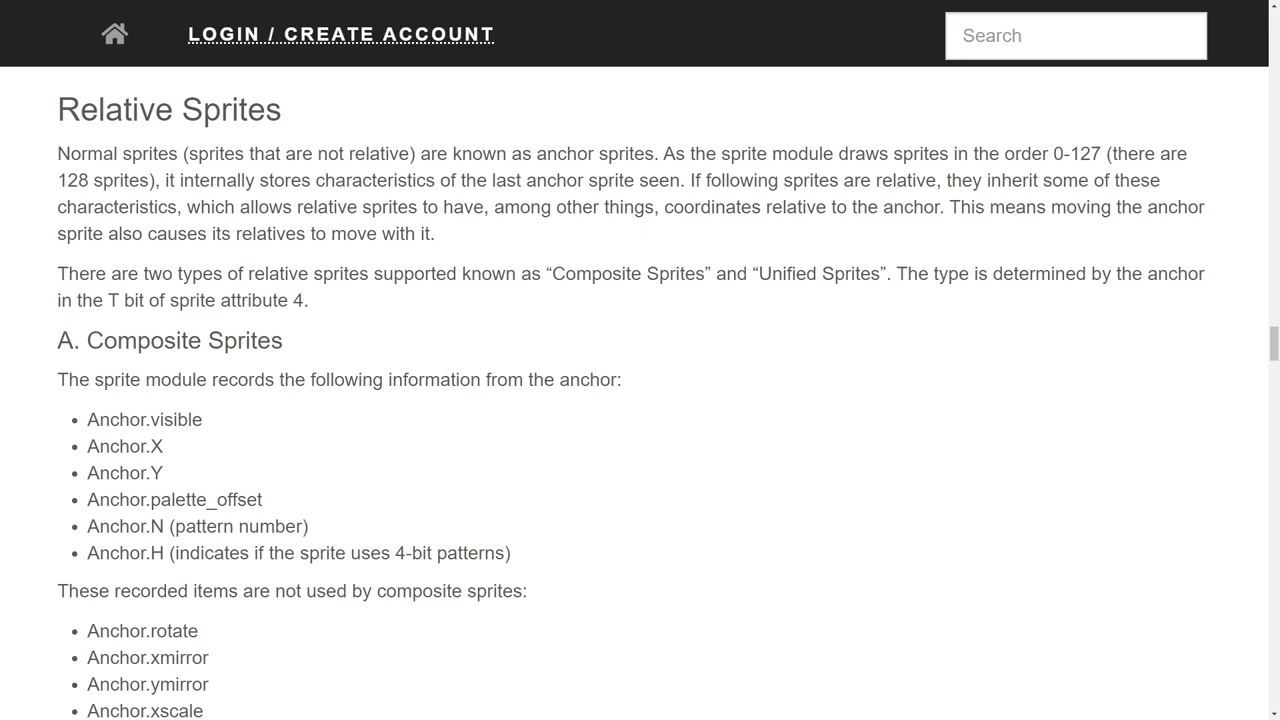 LOGIN / CREATE ACCOUNT
Search
Relative Sprites
Normal sprites (sprites that are not relative) are known as anchor sprites. As the sprite module draws sprites in the order 0-127 (there are
128 sprites), it internally stores characteristics of the last anchor sprite seen. If following sprites are relative, they inherit some of these
characteristics, which allows relative sprites to have, among other things, coordinates relative to the anchor. This means moving the anchor
sprite also causes its relatives to move with it.
There are two types of relative sprites supported known as “Composite Sprites” and “Unified Sprites”. The type is determined by the anchor
in the T bit of sprite attribute 4.
A. Composite Sprites
The sprite module records the following information from the anchor:
• Anchor.visible
• Anchor.X
• Anchor.Y
• Anchor.palette_offset
• Anchor.N (pattern number)
• Anchor.H (indicates if the sprite uses 4-bit patterns)
These recorded items are not used by composite sprites:
• Anchor.rotate
• Anchor.xmirror
• Anchor.ymirror
• Anchor.xscale